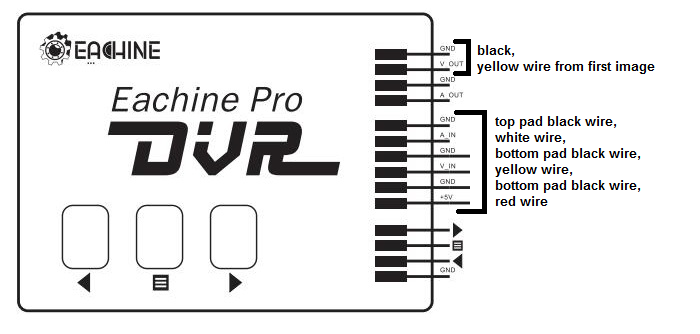 EACHINE
Eachine Pro
DVR
GND
V_OUT
GND
A_OUT
GND
A_IN
GND
V_IN
GND
+5V
GND
black,
yellow wire from first image
top pad black wire,
white wire,
bottom pad black wire,
yellow wire,
bottom pad black wire,
red wire